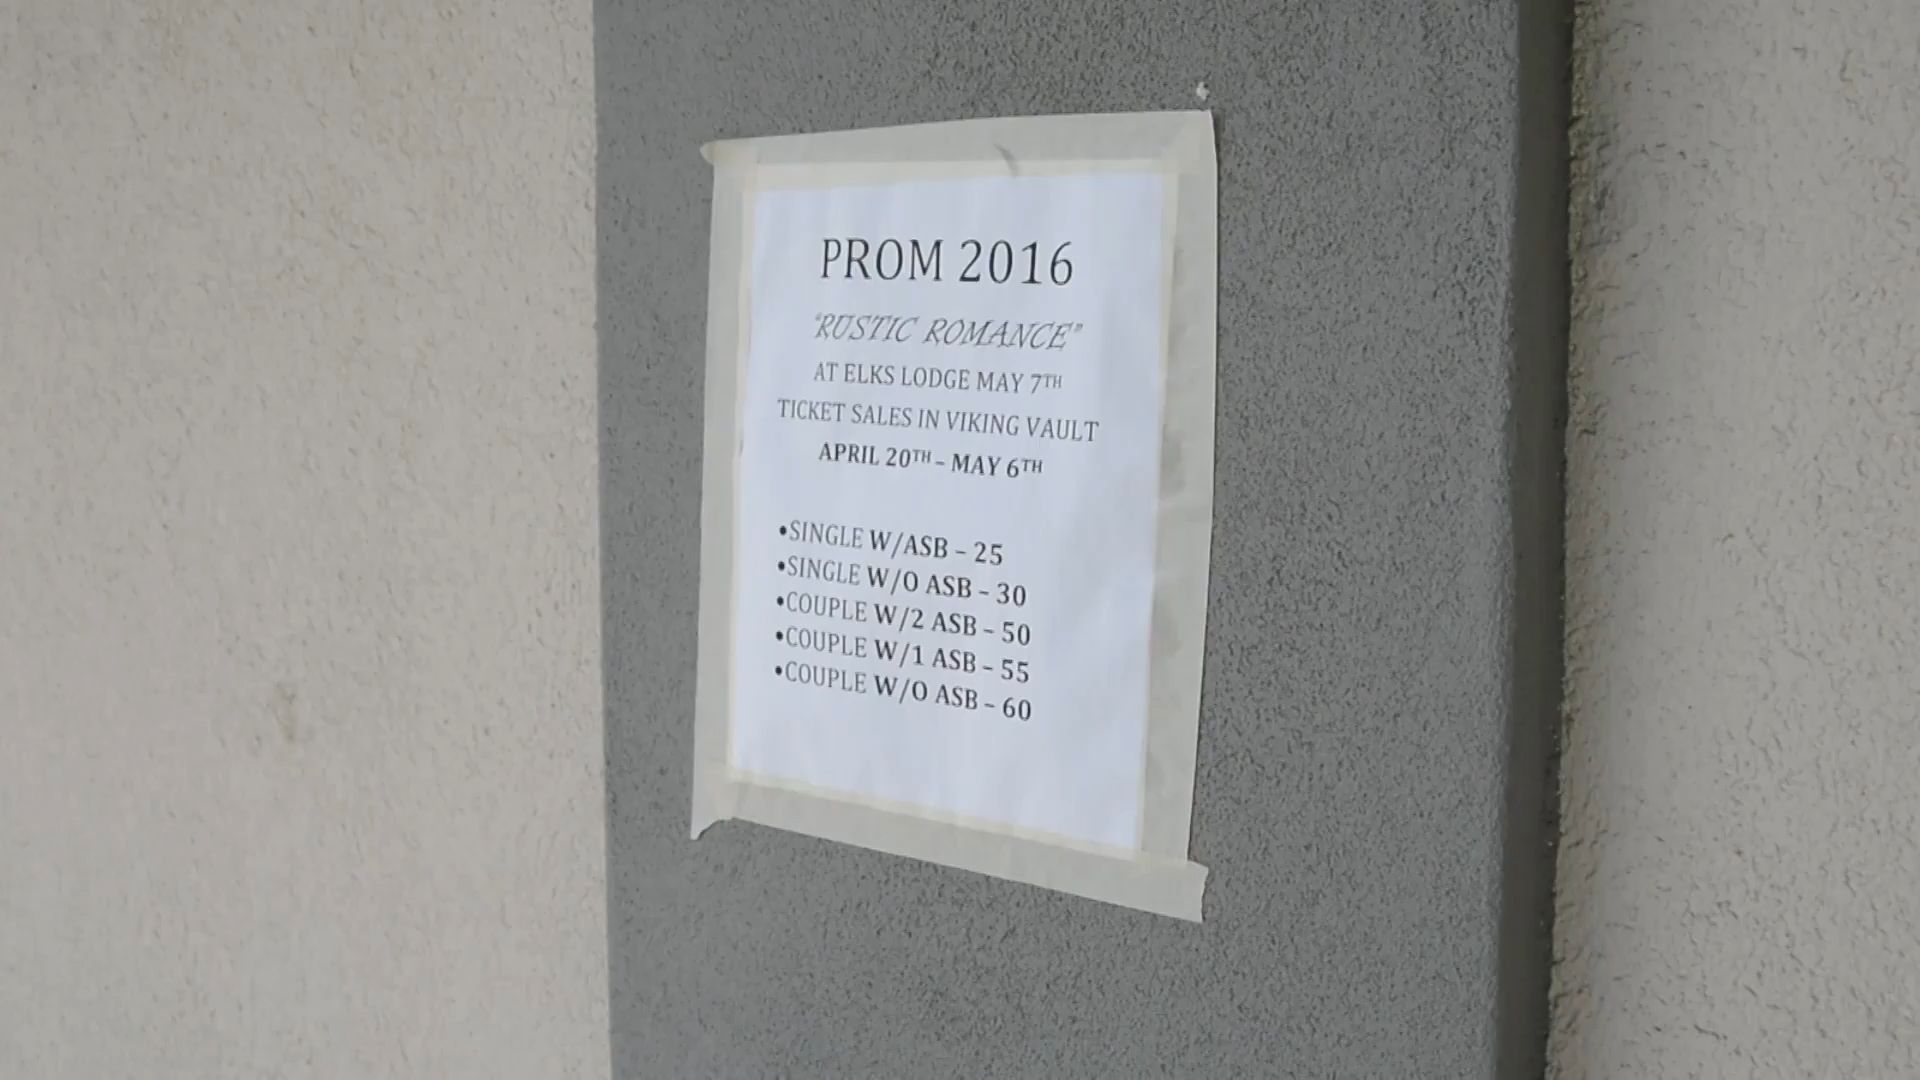 PROM 2016
"RUSTIC ROMANCE"
AT ELKS LODGE MAY 7TH
TICKET SALES IN VIKING VAULT
APRIL 20TH – MAY 6TH
•SINGLE W/ASB – 25
•SINGLE W/O ASB – 30
•COUPLE W/2 ASB – 50
•COUPLE W/1 ASB – 55
•COUPLE W/O ASB – 60